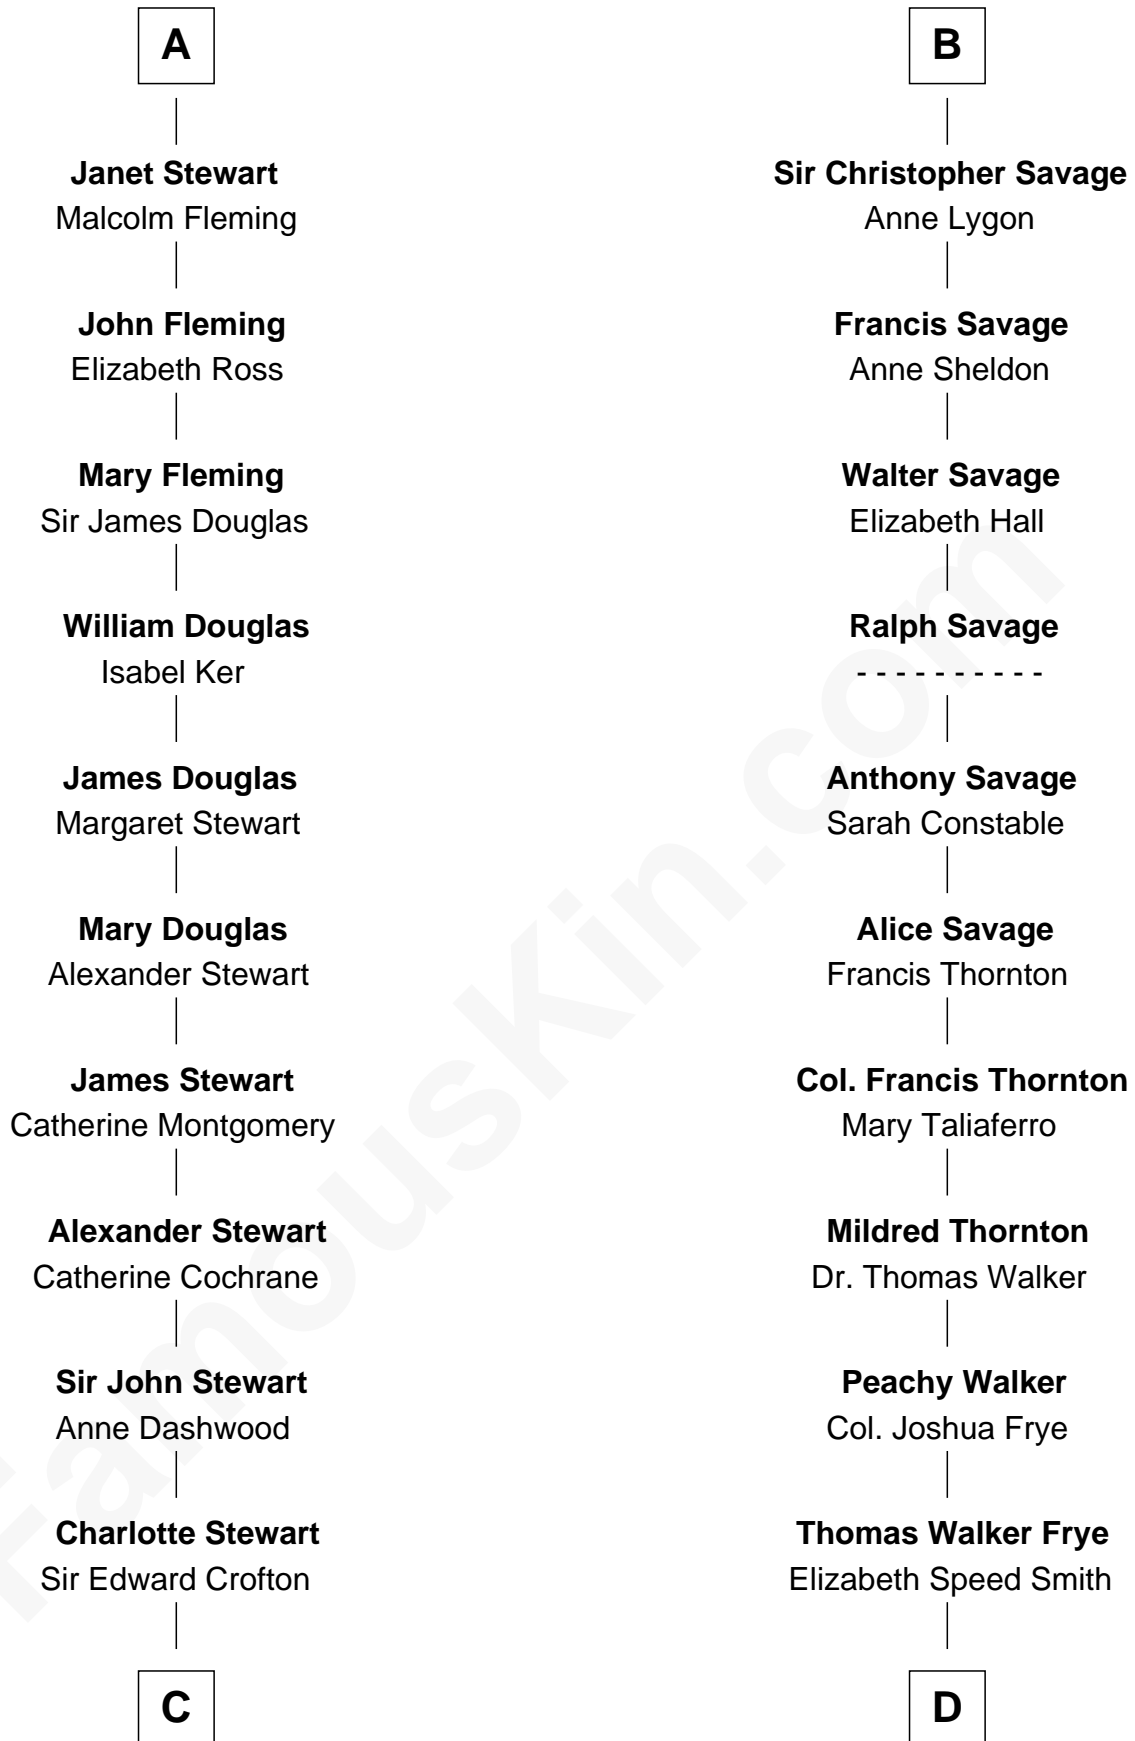 A
Janet Stewart
Malcolm Fleming
John Fleming
Elizabeth Ross
Mary Fleming
Sir James Douglas
William Douglas
Isabel Ker
James Douglas
Margaret Stewart
Mary Douglas
Alexander Stewart
James Stewart
Catherine Montgomery
Alexander Stewart
Catherine Cochrane
Sir John Stewart
Anne Dashwood
Charlotte Stewart
Sir Edward Crofton
C
B
Sir Christopher Savage
Anne Lygon
Francis Savage
Anne Sheldon
Walter Savage
Elizabeth Hall
Ralph Savage
- - - - - - - - - -
Anthony Savage
Sarah Constable
Alice Savage
Francis Thornton
Col. Francis Thornton
Mary Taliaferro
Mildred Thornton
Dr. Thomas Walker
Peachy Walker
Col. Joshua Frye
Thomas Walker Frye
Elizabeth Speed Smith
D
FamousKin.com